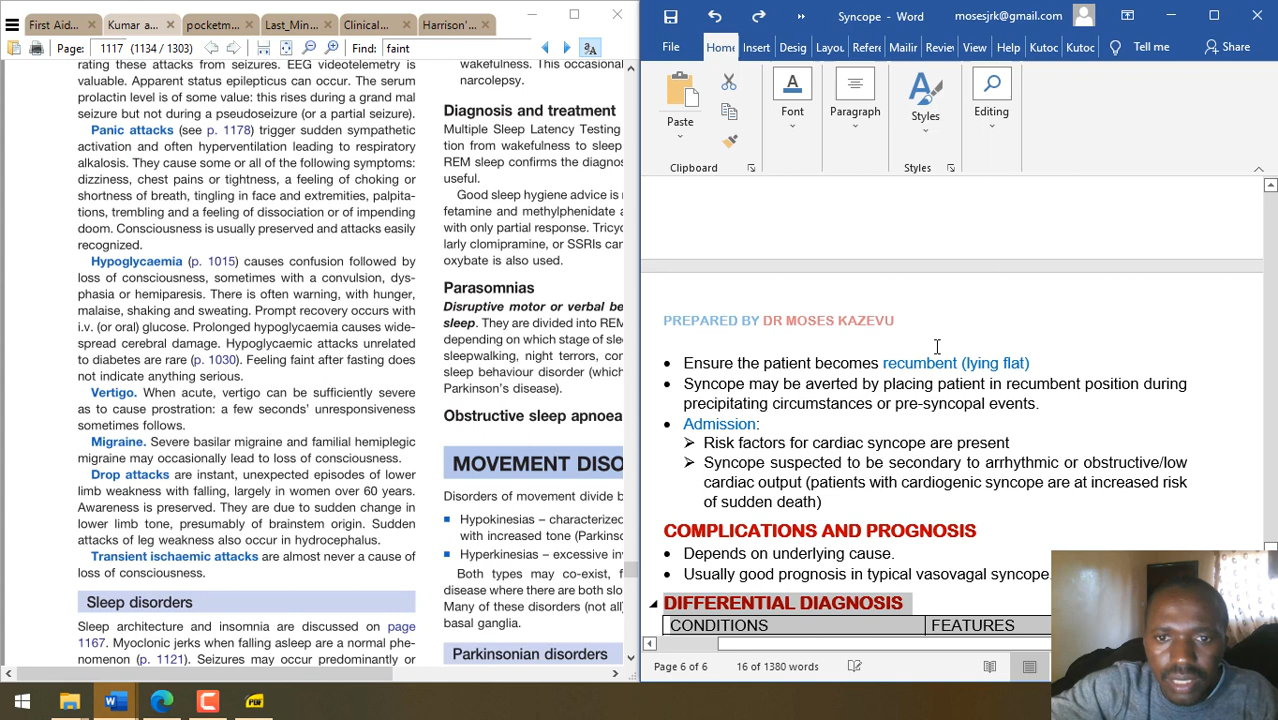 First Aid... × Kumar a... × pocketm... × Last_Min... × Clinical... × Harrison'... ×
Page: 1117 (1134 / 1303) Find: faint
rating these attacks from seizures. EEG videotelemetry is
valuable. Apparent status epilepticus can occur. The serum
prolactin level is of some value: this rises during a grand mal
seizure but not during a pseudoseizure (or a partial seizure).
Panic attacks (see p. 1178) trigger sudden sympathetic
activation and often hyperventilation leading to respiratory
alkalosis. They cause some or all of the following symptoms:
dizziness, chest pains or tightness, a feeling of choking or
shortness of breath, tingling in face and extremities, palpita-
tions, trembling and a feeling of dissociation or of impending
doom. Consciousness is usually preserved and attacks easily
recognized.
Hypoglycaemia (p. 1015) causes confusion followed by
loss of consciousness, sometimes with a convulsion, dys-
phasia or hemiparesis. There is often warning, with hunger,
malaise, shaking and sweating. Prompt recovery occurs with
i.v. (or oral) glucose. Prolonged hypoglycaemia causes wide-
spread cerebral damage. Hypoglycaemic attacks unrelated
to diabetes are rare (p. 1030). Feeling faint after fasting does
not indicate anything serious.
Vertigo. When acute, vertigo can be sufficiently severe
as to cause prostration: a few seconds' unresponsiveness
sometimes follows.
Migraine. Severe basilar migraine and familial hemiplegic
migraine may occasionally lead to loss of consciousness.
Drop attacks are instant, unexpected episodes of lower
limb weakness with falling, largely in women over 60 years.
Awareness is preserved. They are due to sudden change in
lower limb tone, presumably of brainstem origin. Sudden
attacks of leg weakness also occur in hydrocephalus.
Transient ischaemic attacks are almost never a cause of
loss of consciousness.
Sleep disorders
Sleep architecture and insomnia are discussed on page
1167. Myoclonic jerks when falling asleep are a normal phe-
nomenon (p. 1121). Seizures may occur predominantly or
wakefulness. This occasional
narcolepsy.
Diagnosis and treatment
Multiple Sleep Latency Testing
tion from wakefulness to sleep
REM sleep confirms the diagnos
useful.
Good sleep hygiene advice is r
fetamine and methylphenidate a
with only partial response. Tricyc
larly clomipramine, or SSRIs can
oxybate is also used.
Parasomnias
Disruptive motor or verbal be
sleep. They are divided into REM
depending on which stage of sle
sleepwalking, night terrors, con
sleep behaviour disorder (which
Parkinson's disease).
Obstructive sleep apnoea
MOVEMENT DISO
Disorders of movement divide b
Hypokinesias – characterized
with increased tone (Parkinso
Hyperkinesias – excessive inv
Both types may co-exist, f
disease where there are both slo
Many of these disorders (not all)
basal ganglia.
Parkinsonian disorders
Syncope - Word mosesjrk@gmail.com
File Home Insert Desig Layou Refere Mailin Reviev View Help Kutoc Kutoc Tell me Share
Paste Font Paragraph Styles Editing
Clipboard Styles
PREPARED BY DR MOSES KAZEVU
• Ensure the patient becomes recumbent (lying flat)
• Syncope may be averted by placing patient in recumbent position during
precipitating circumstances or pre-syncopal events.
• Admission:
➢ Risk factors for cardiac syncope are present
➢ Syncope suspected to be secondary to arrhythmic or obstructive/low
cardiac output (patients with cardiogenic syncope are at increased risk
of sudden death)
COMPLICATIONS AND PROGNOSIS
• Depends on underlying cause.
• Usually good prognosis in typical vasovagal syncope.
DIFFERENTIAL DIAGNOSIS
CONDITIONS FEATURES
Page 6 of 6 16 of 1380 words
PDF